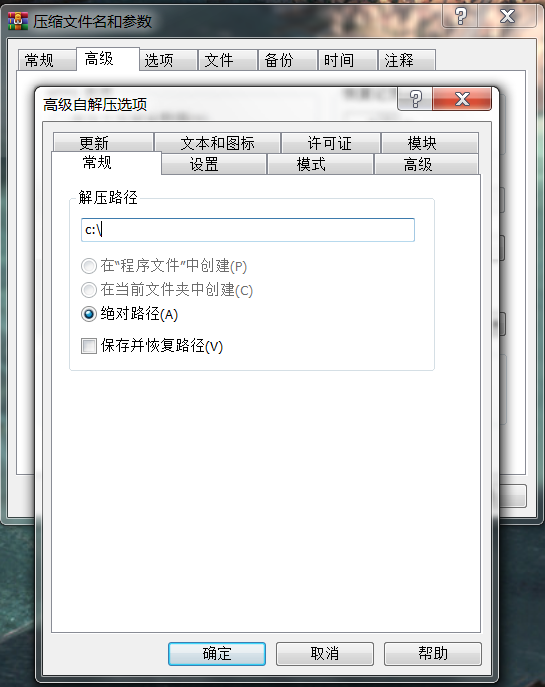 压缩文件名和参数
常规 高级 选项 文件 备份 时间 注释
高级自解压选项
更新 文本和图标 许可证 模块
常规 设置 模式 高级
解压路径
c:\
在“程序文件”中创建(P)
在当前文件夹中创建(C)
绝对路径(A)
保存并恢复路径(V)
确定 取消 帮助